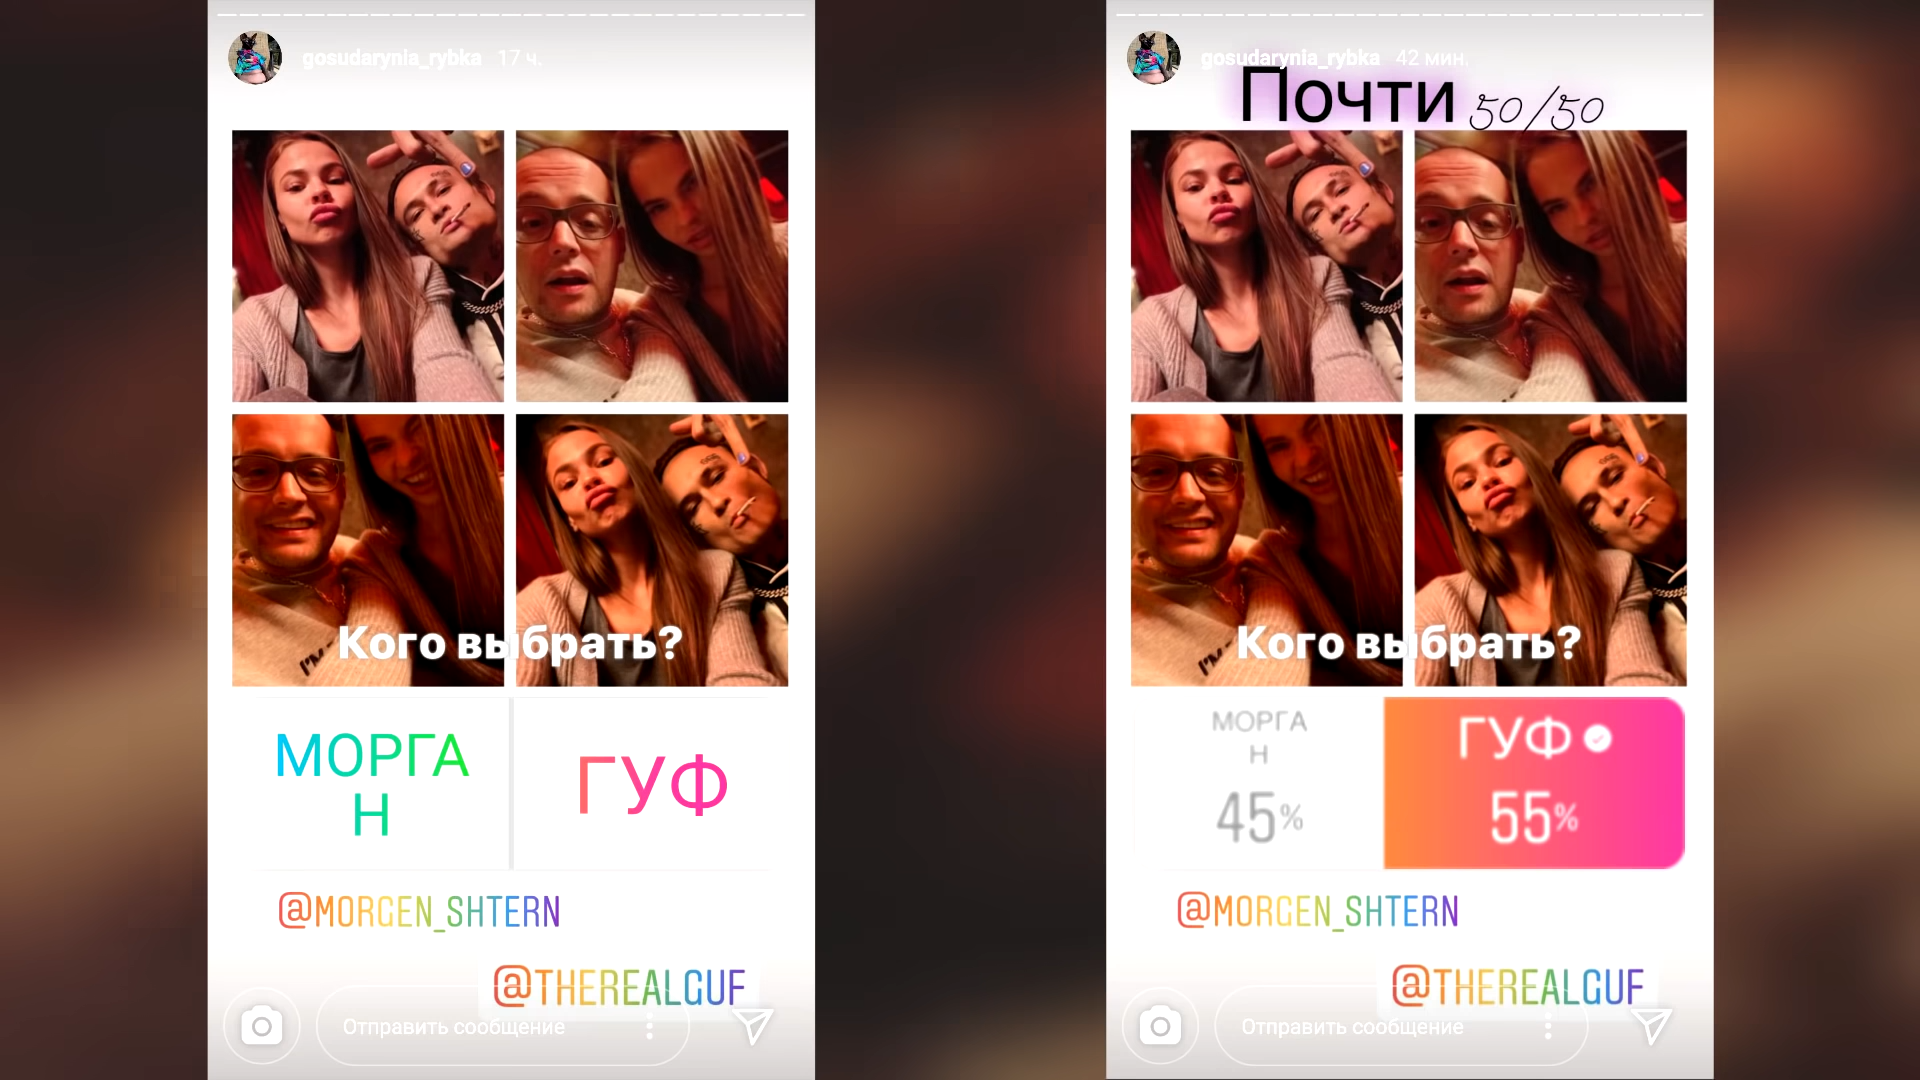 gosudarynia_rybka 17 ч.
Кого выбрать?
МОРГА
Н
ГУФ
@MORGEN_SHTERN
@THEREALGUF
Отправить сообщение
gosudarynia_rybka 42 мин.
Почти 50/50
Кого выбрать?
МОРГА
Н
45%
ГУФ
55%
@MORGEN_SHTERN
@THEREALGUF
Отправить сообщение